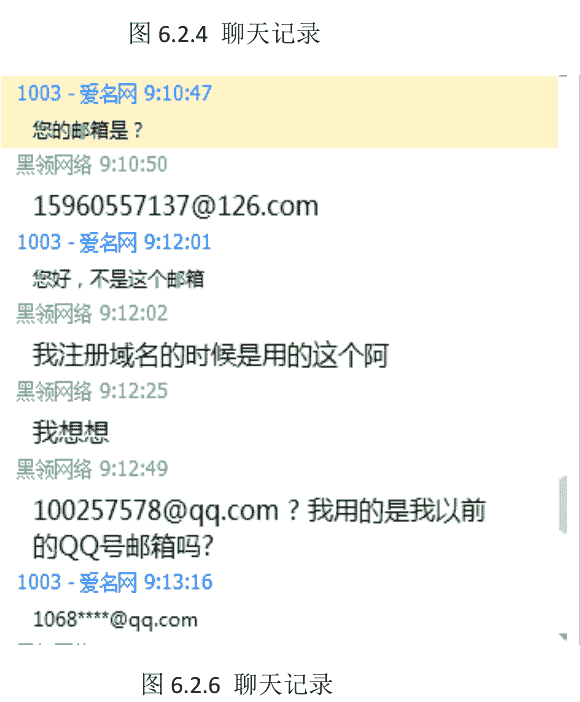 图 6.2.4 聊天记录
1003 - 爱名网 9:10:47
您的邮箱是？
黑领网络 9:10:50
15960557137@126.com
1003 - 爱名网 9:12:01
您好，不是这个邮箱
黑领网络 9:12:02
我注册域名的时候是用的这个阿
黑领网络 9:12:25
我想想
黑领网络 9:12:49
100257578@qq.com？我用的是我以前
的QQ号邮箱吗?
1003 - 爱名网 9:13:16
1068****@qq.com
图 6.2.6 聊天记录